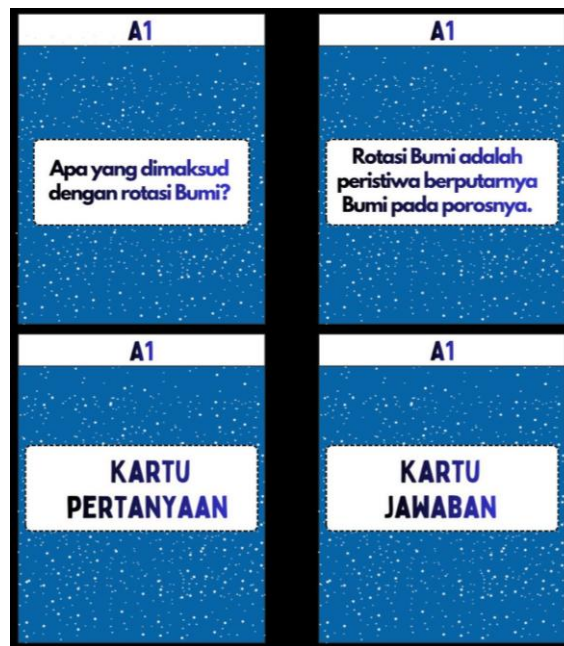 A1
Apa yang dimaksud
dengan rotasi Bumi?
A1
Rotasi Bumi adalah
peristiwa berputarnya
Bumi pada porosnya.
A1
KARTU
PERTANYAAN
A1
KARTU
JAWABAN